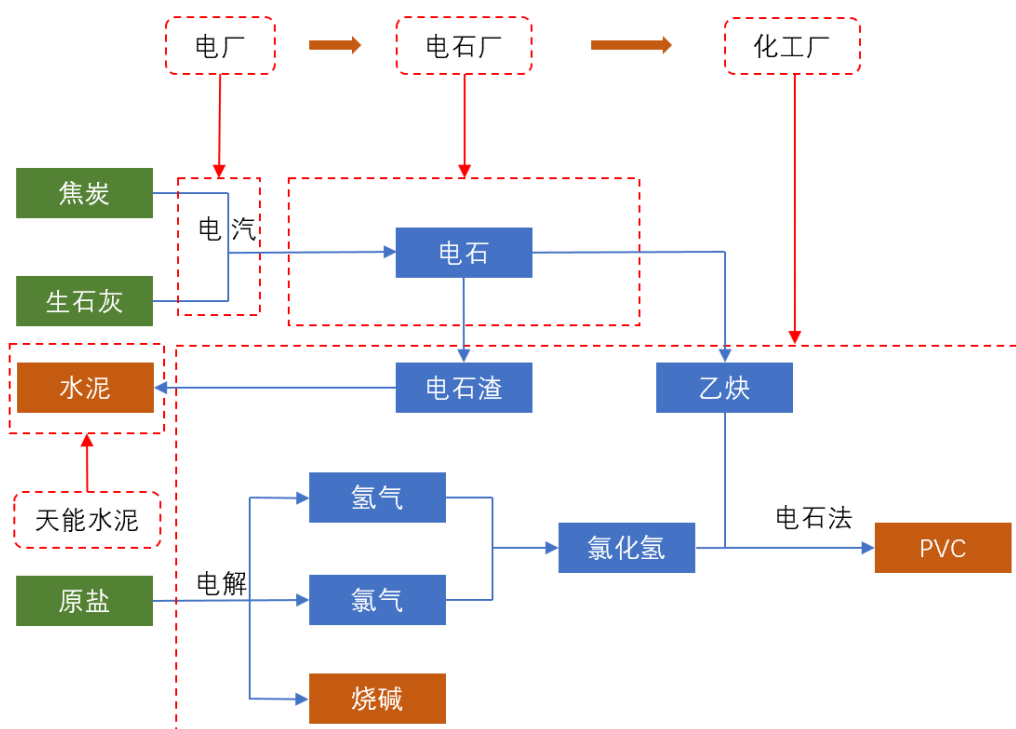 电厂
电石厂
化工厂
焦炭
电 汽
电石
生石灰
水泥
电石渣
乙炔
氢气
天能水泥
电石法
氯化氢
PVC
电解
原盐
氯气
烧碱